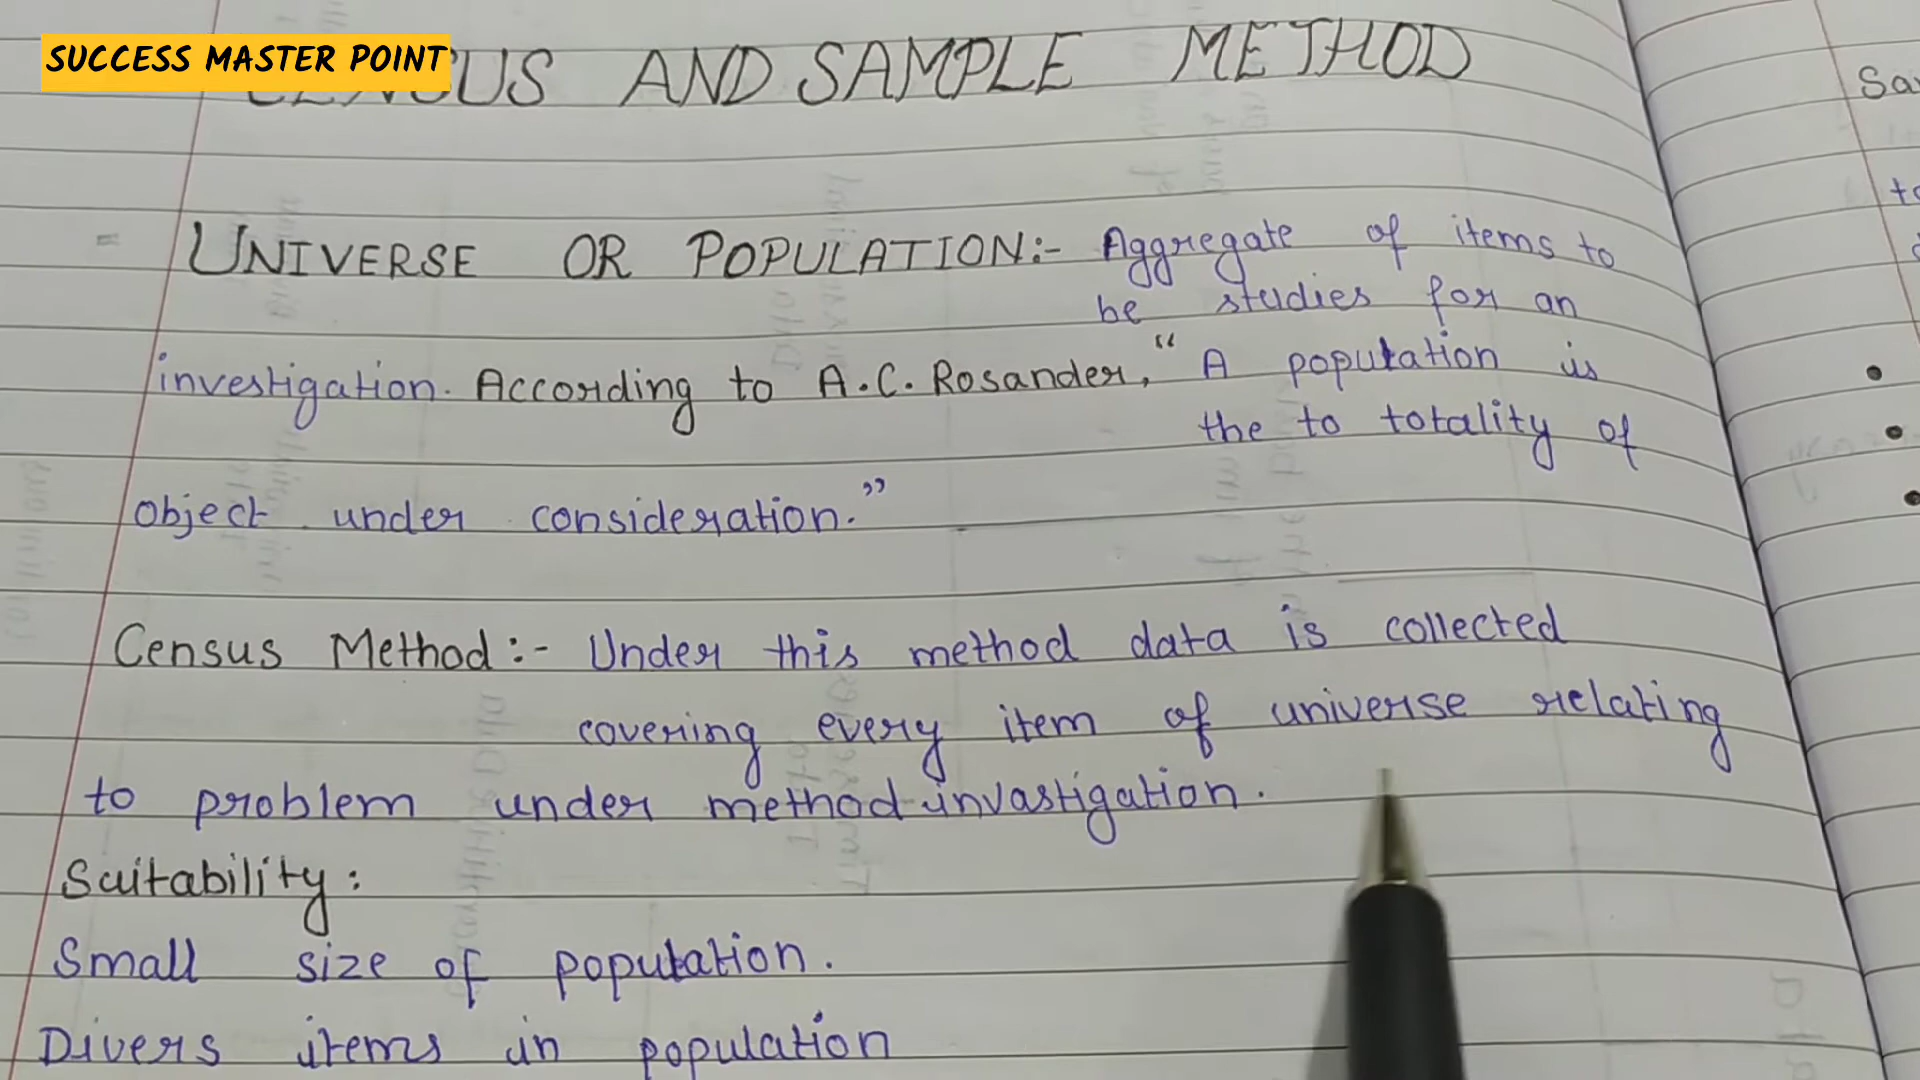 SUCCESS MASTER POINT
CENSUS AND SAMPLE METHOD
UNIVERSE OR POPULATION:- Aggregate of items to
be studies for an
investigation. According to A.C. Rosander, “ A population is
the to totality of
object under consideration.”
Census Method:- Under this method data is collected
covering every item of universe relating
to problem under method invastigation.
Suitability:
Small size of population.
Divers items in population